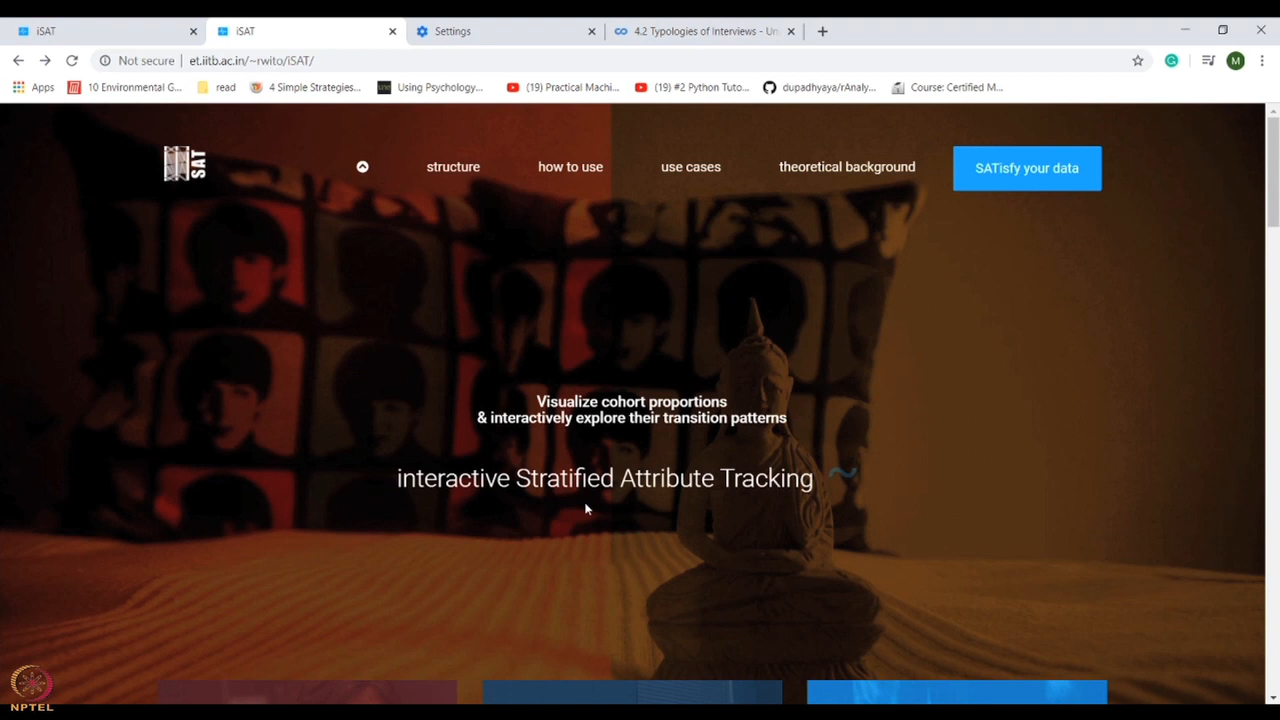 iSAT
iSAT
Settings
4.2 Typologies of Interviews - Un
Not secure
et.iitb.ac.in/~rwito/iSAT/
M
Apps
10 Environmental G...
read
4 Simple Strategies...
Using Psychology...
(19) Practical Machi...
(19) #2 Python Tuto...
dupadhyaya/rAnaly...
Course: Certified M...
SAT
structure
how to use
use cases
theoretical background
SATisfy your data
Visualize cohort proportions
& interactively explore their transition patterns
interactive Stratified Attribute Tracking ~
NPTEL